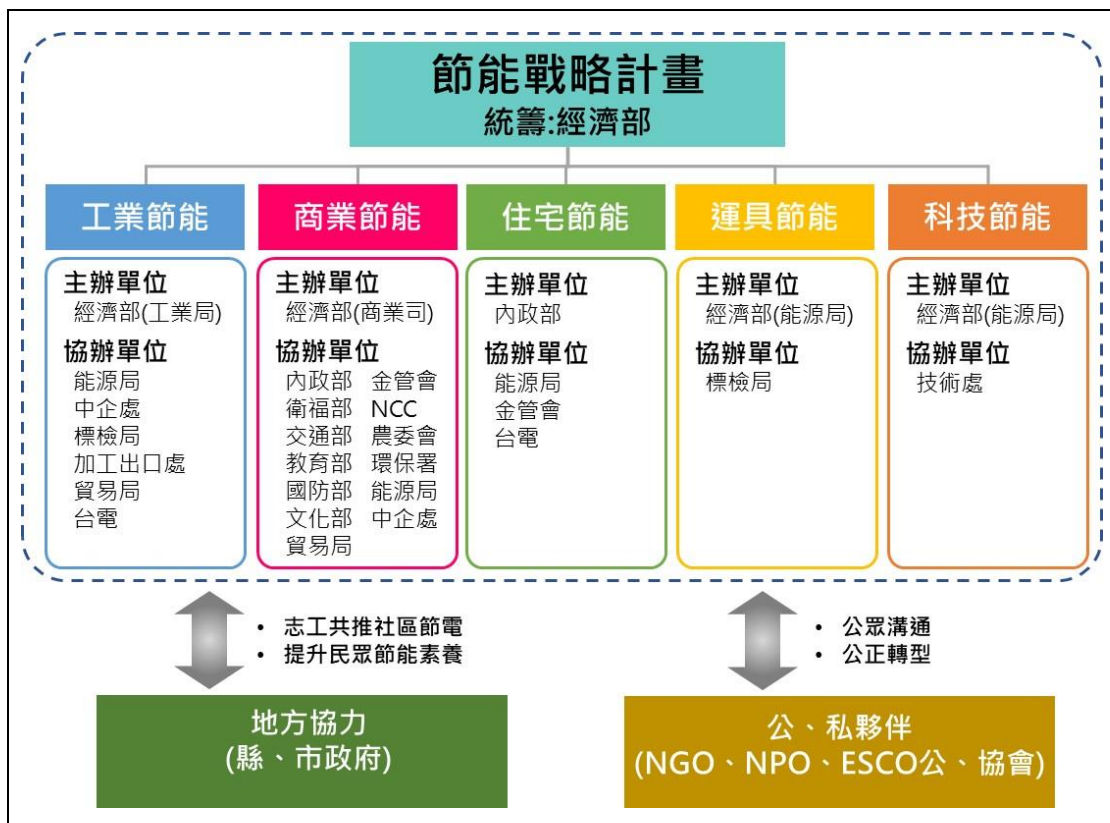 節能戰略計畫
統籌:經濟部
工業節能
主辦單位
經濟部(工業局)
協辦單位
能源局
中企處
標檢局
加工出口處
貿易局
台電
商業節能
主辦單位
經濟部(商業司)
協辦單位
內政部 金管會
衛福部 NCC
交通部 農委會
教育部 環保署
國防部 能源局
文化部 中企處
貿易局
住宅節能
主辦單位
內政部
協辦單位
能源局
金管會
台電
運具節能
主辦單位
經濟部(能源局)
協辦單位
標檢局
科技節能
主辦單位
經濟部(能源局)
協辦單位
技術處
• 志工共推社區節電
• 提升民眾節能素養
地方協力
(縣、市政府)
• 公眾溝通
• 公正轉型
公、私夥伴
(NGO、NPO、ESCO公、協會)